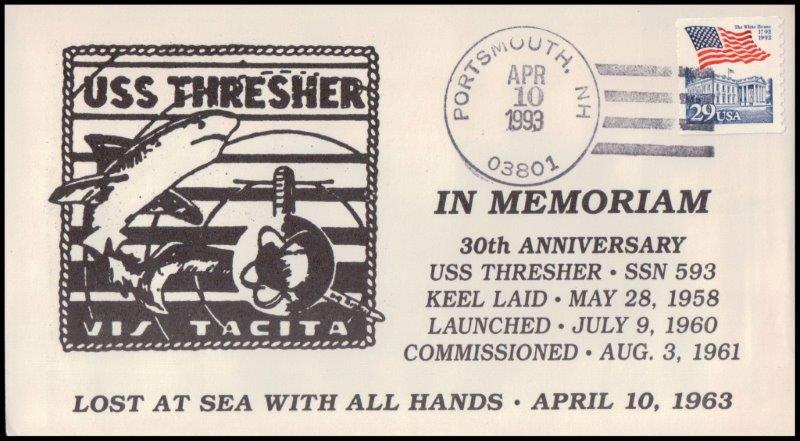 USS THRESHER
VIS TACITA
PORTSMOUTH, NH
APR
10
1993
03801
The White House
1792
1992
29 USA
IN MEMORIAM
30th ANNIVERSARY
USS THRESHER • SSN 593
KEEL LAID • MAY 28, 1958
LAUNCHED • JULY 9, 1960
COMMISSIONED • AUG. 3, 1961
LOST AT SEA WITH ALL HANDS • APRIL 10, 1963